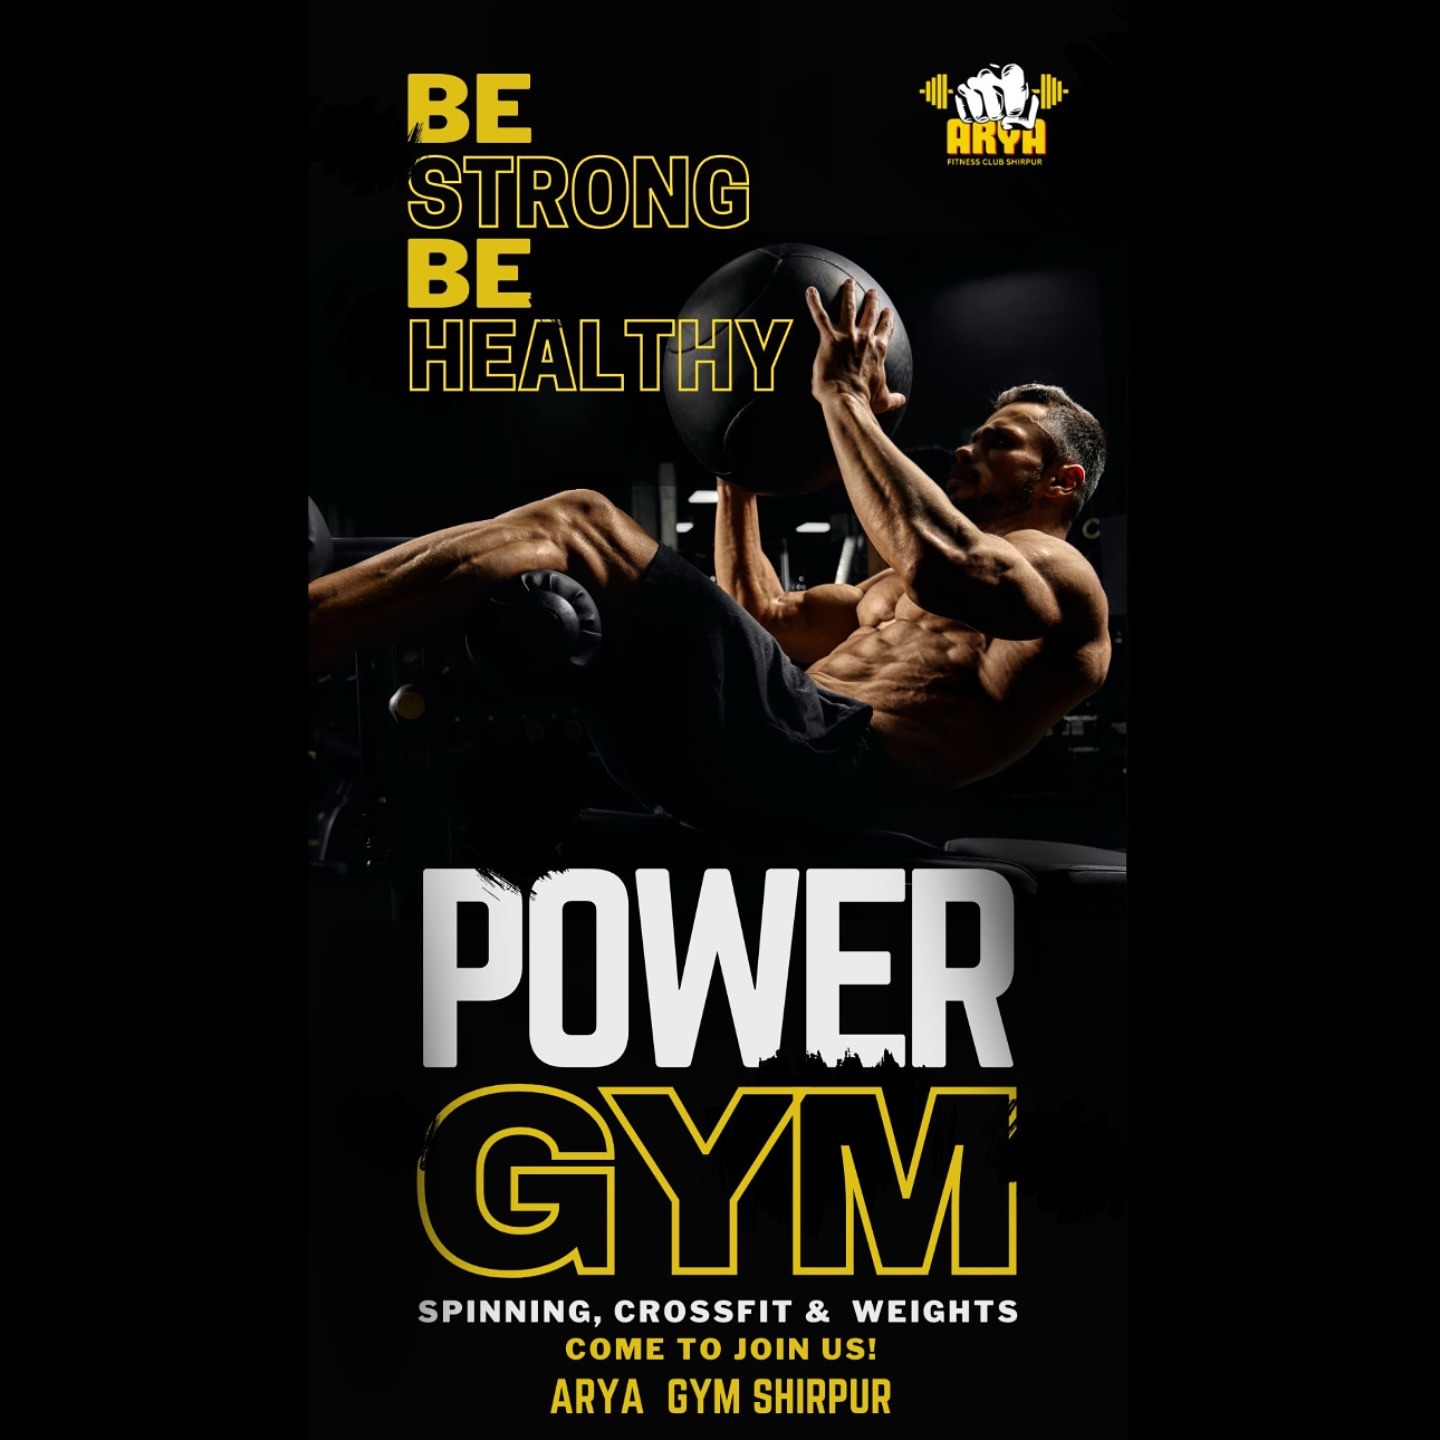 BE
STRONG
BE
HEALTHY
ARYA
FITNESS CLUB SHIRPUR
POWER
GYM
SPINNING, CROSSFIT & WEIGHTS
COME TO JOIN US!
ARYA GYM SHIRPUR